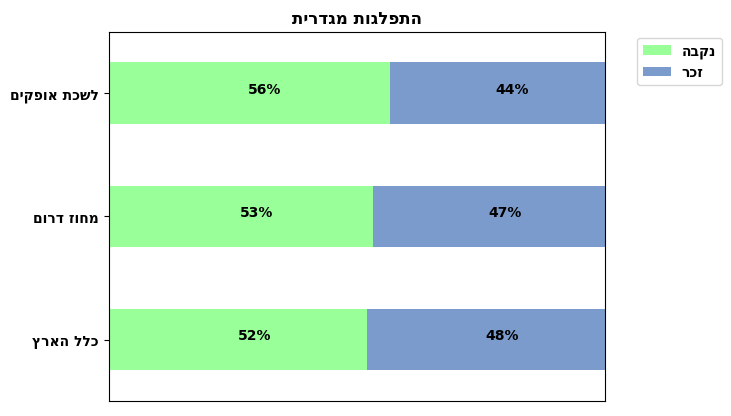 התפלגות מגדרית
נקבה
זכר
לשכת אופקים
56%
44%
מחוז דרום
53%
47%
כלל הארץ
52%
48%